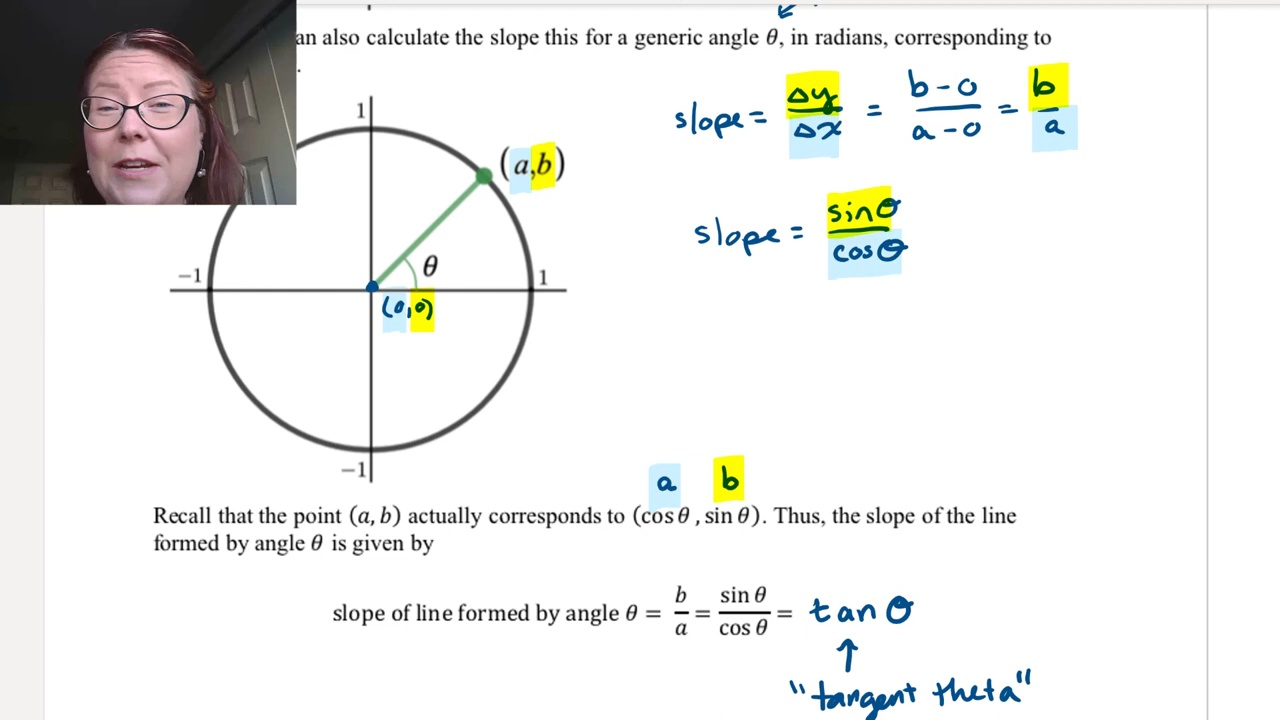 an also calculate the slope this for a generic angle θ, in radians, corresponding to
.
slope = Δy/Δx = b-0/a-0 = b/a
1
(a,b)
slope = sinθ/cosθ
θ
-1
1
(0,0)
-1
a b
Recall that the point (a, b) actually corresponds to (cos θ , sin θ). Thus, the slope of the line
formed by angle θ is given by
slope of line formed by angle θ = b/a = sin θ/cos θ = tan θ
↑
"tangent theta"